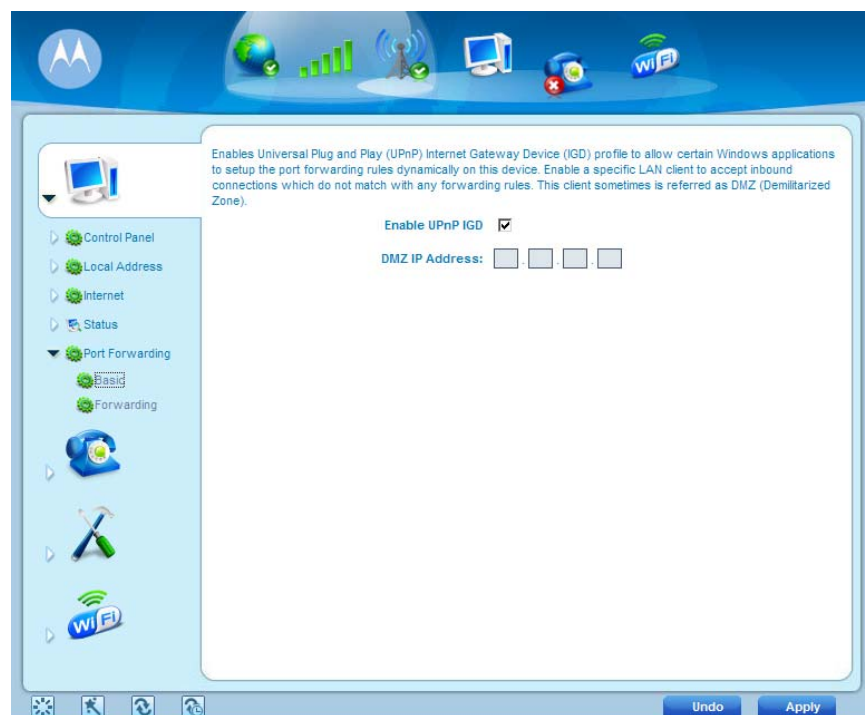 WiFi
Enables Universal Plug and Play (UPnP) Internet Gateway Device (IGD) profile to allow certain Windows applications
to setup the port forwarding rules dynamically on this device. Enable a specific LAN client to accept inbound
connections which do not match with any forwarding rules. This client sometimes is referred as DMZ (Demilitarized
Zone).
Enable UPnP IGD
DMZ IP Address: . . .
Control Panel
Local Address
Internet
Status
Port Forwarding
Basic
Forwarding
WiFi
Undo Apply